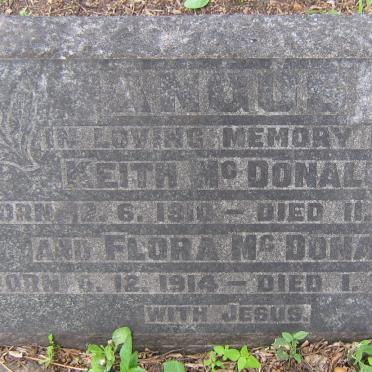 ANGUS
IN LOVING MEMORY
KEITH McDONAL
ORN 12. 6. 1910 — DIED 11.
AND FLORA McDONA
ORN 6. 12. 1914 — DIED 1.
WITH JESUS.